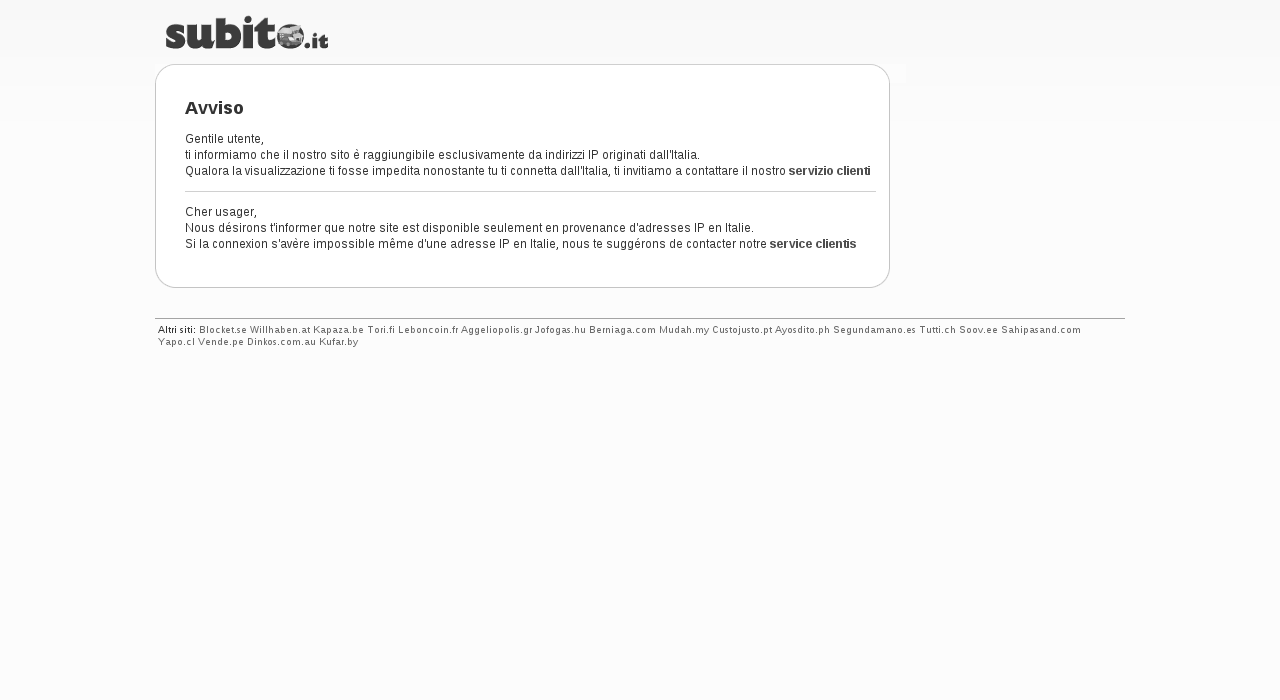 subito.it
Avviso
Gentile utente,
ti informiamo che il nostro sito è raggiungibile esclusivamente da indirizzi IP originati dall'Italia.
Qualora la visualizzazione ti fosse impedita nonostante tu ti connetta dall'Italia, ti invitiamo a contattare il nostro servizio clienti
Cher usager,
Nous désirons t'informer que notre site est disponible seulement en provenance d'adresses IP en Italie.
Si la connexion s'avère impossible même d'une adresse IP en Italie, nous te suggérons de contacter notre service clientis
Altri siti: Blocket.se Willhaben.at Kapaza.be Tori.fi Leboncoin.fr Aggeliopolis.gr Jofogas.hu Berniaga.com Mudah.my Custojusto.pt Ayosdito.ph Segundamano.es Tutti.ch Soov.ee Sahipasand.com
Yapo.cl Vende.pe Dinkos.com.au Kufar.by